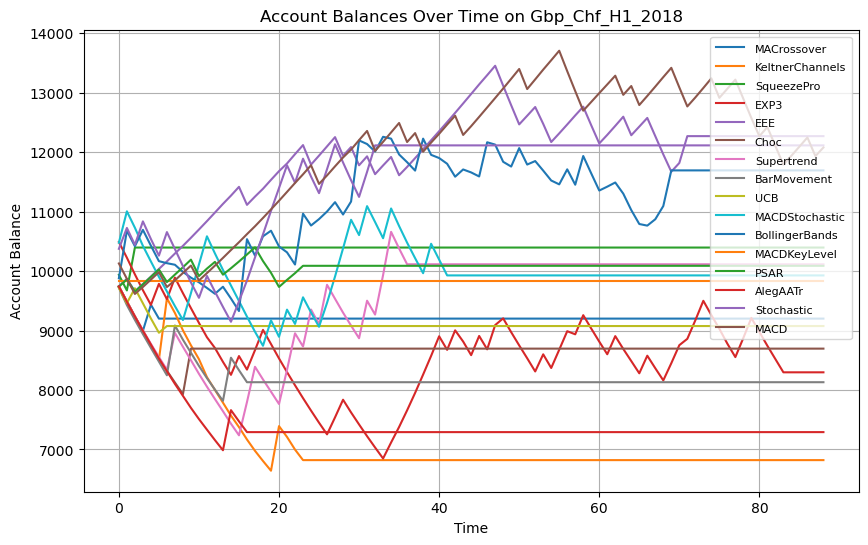 Account Balances Over Time on Gbp_Chf_H1_2018
Account Balance
14000
13000
12000
11000
10000
9000
8000
7000
MACrossover
KeltnerChannels
SqueezePro
EXP3
EEE
Choc
Supertrend
BarMovement
UCB
MACDStochastic
BollingerBands
MACDKeyLevel
PSAR
AlegAATr
Stochastic
MACD
0
20
40
60
80
Time